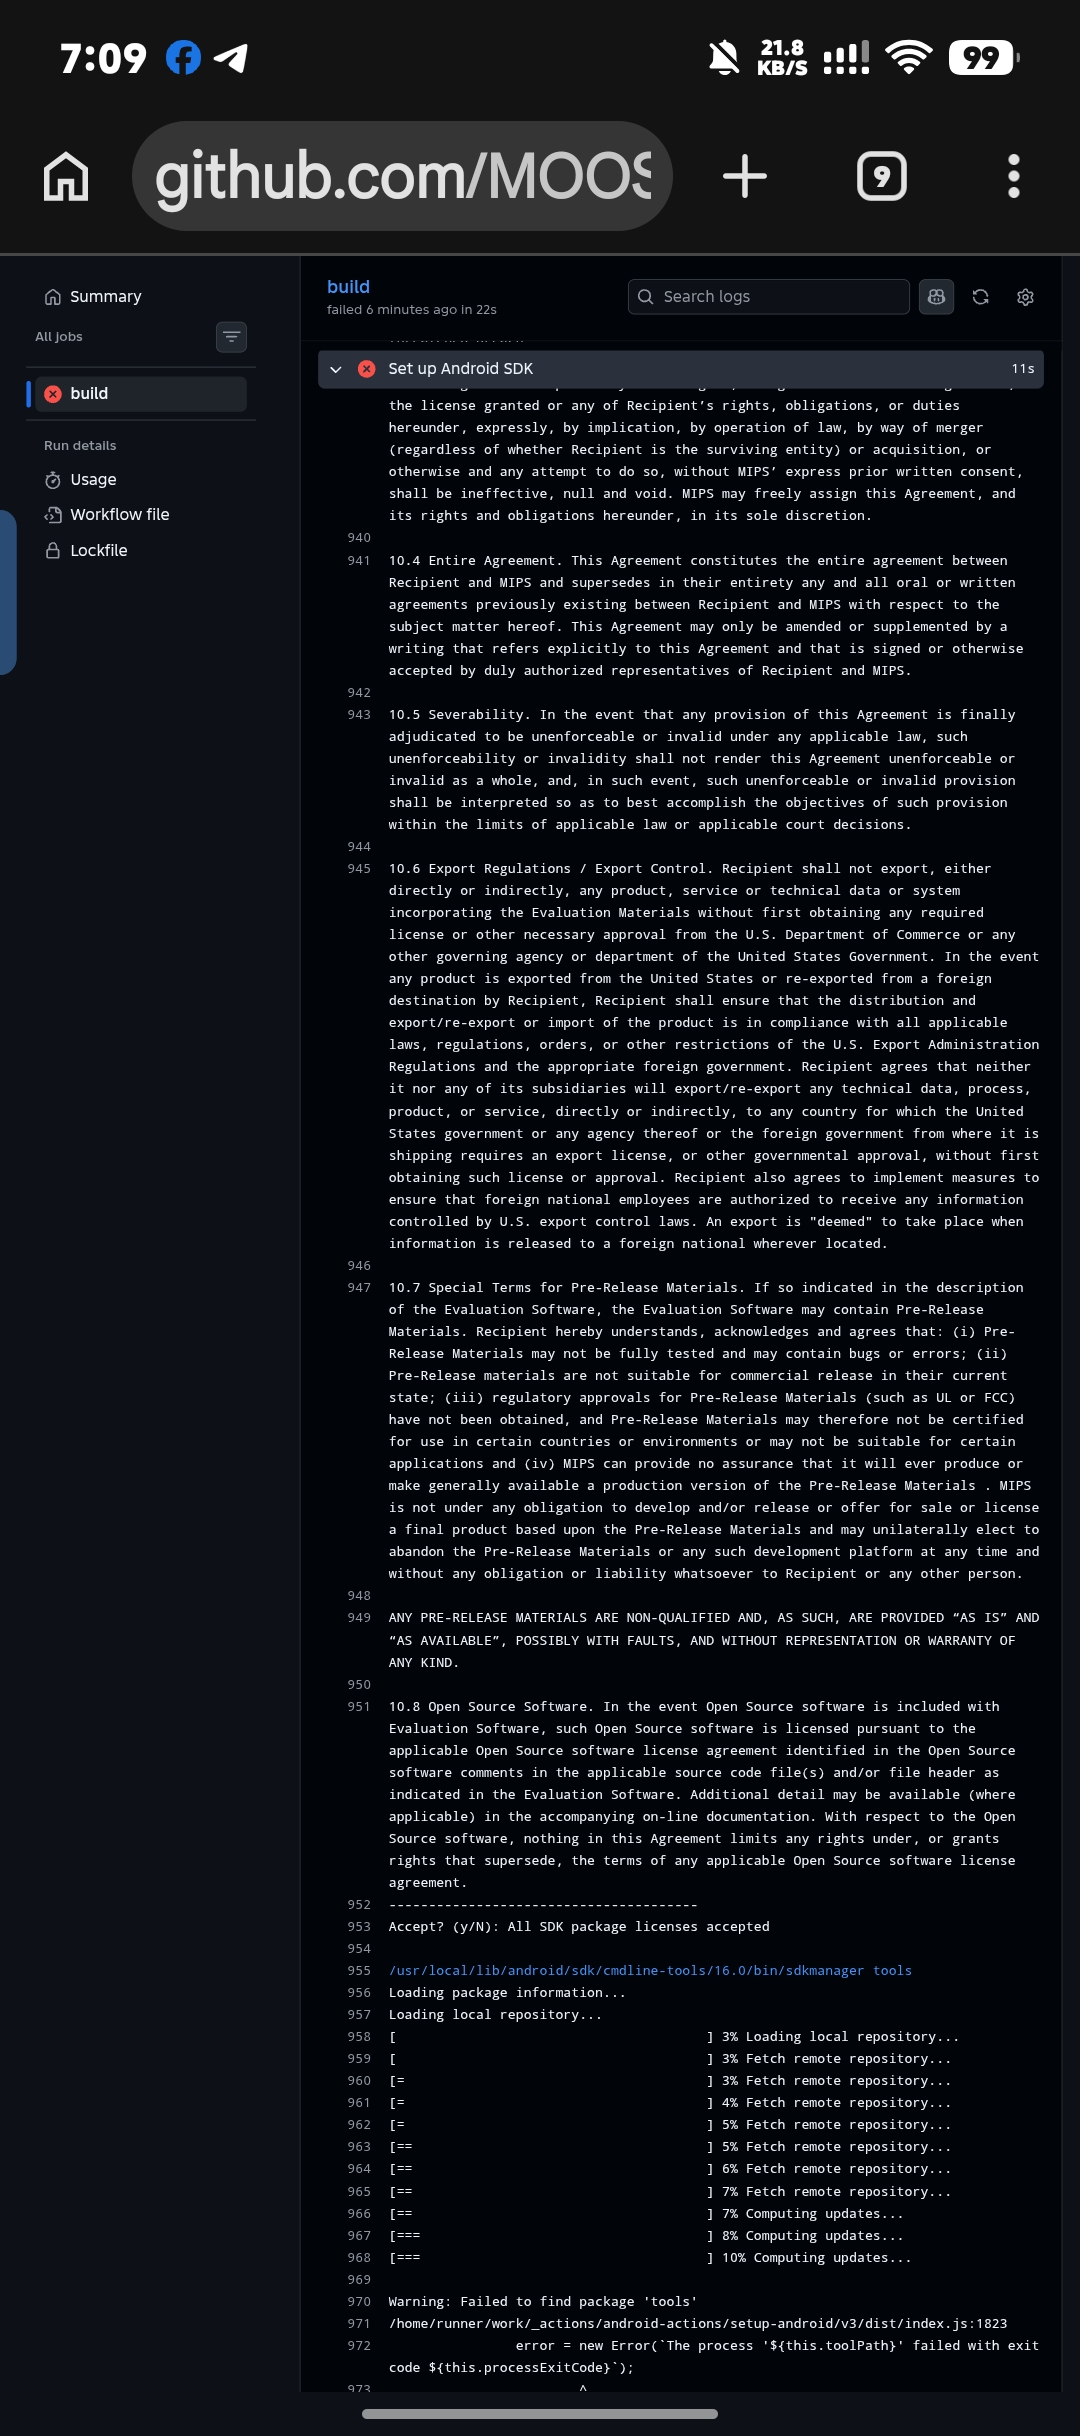 7:09
21.8
KB/S
99
github.com/MOOS
9
Summary
All jobs
build
Run details
Usage
Workflow file
Lockfile
build
failed 6 minutes ago in 22s
Search logs
Set up Android SDK
11s
the license granted or any of Recipient’s rights, obligations, or duties
hereunder, expressly, by implication, by operation of law, by way of merger
(regardless of whether Recipient is the surviving entity) or acquisition, or
otherwise and any attempt to do so, without MIPS’ express prior written consent,
shall be ineffective, null and void. MIPS may freely assign this Agreement, and
its rights and obligations hereunder, in its sole discretion.
940
941 10.4 Entire Agreement. This Agreement constitutes the entire agreement between
Recipient and MIPS and supersedes in their entirety any and all oral or written
agreements previously existing between Recipient and MIPS with respect to the
subject matter hereof. This Agreement may only be amended or supplemented by a
writing that refers explicitly to this Agreement and that is signed or otherwise
accepted by duly authorized representatives of Recipient and MIPS.
942
943 10.5 Severability. In the event that any provision of this Agreement is finally
adjudicated to be unenforceable or invalid under any applicable law, such
unenforceability or invalidity shall not render this Agreement unenforceable or
invalid as a whole, and, in such event, such unenforceable or invalid provision
shall be interpreted so as to best accomplish the objectives of such provision
within the limits of applicable law or applicable court decisions.
944
945 10.6 Export Regulations / Export Control. Recipient shall not export, either
directly or indirectly, any product, service or technical data or system
incorporating the Evaluation Materials without first obtaining any required
license or other necessary approval from the U.S. Department of Commerce or any
other governing agency or department of the United States Government. In the event
any product is exported from the United States or re-exported from a foreign
destination by Recipient, Recipient shall ensure that the distribution and
export/re-export or import of the product is in compliance with all applicable
laws, regulations, orders, or other restrictions of the U.S. Export Administration
Regulations and the appropriate foreign government. Recipient agrees that neither
it nor any of its subsidiaries will export/re-export any technical data, process,
product, or service, directly or indirectly, to any country for which the United
States government or any agency thereof or the foreign government from where it is
shipping requires an export license, or other governmental approval, without first
obtaining such license or approval. Recipient also agrees to implement measures to
ensure that foreign national employees are authorized to receive any information
controlled by U.S. export control laws. An export is "deemed" to take place when
information is released to a foreign national wherever located.
946
947 10.7 Special Terms for Pre-Release Materials. If so indicated in the description
of the Evaluation Software, the Evaluation Software may contain Pre-Release
Materials. Recipient hereby understands, acknowledges and agrees that: (i) Pre-
Release Materials may not be fully tested and may contain bugs or errors; (ii)
Pre-Release materials are not suitable for commercial release in their current
state; (iii) regulatory approvals for Pre-Release Materials (such as UL or FCC)
have not been obtained, and Pre-Release Materials may therefore not be certified
for use in certain countries or environments or may not be suitable for certain
applications and (iv) MIPS can provide no assurance that it will ever produce or
make generally available a production version of the Pre-Release Materials . MIPS
is not under any obligation to develop and/or release or offer for sale or license
a final product based upon the Pre-Release Materials and may unilaterally elect to
abandon the Pre-Release Materials or any such development platform at any time and
without any obligation or liability whatsoever to Recipient or any other person.
948
949 ANY PRE-RELEASE MATERIALS ARE NON-QUALIFIED AND, AS SUCH, ARE PROVIDED “AS IS” AND
“AS AVAILABLE”, POSSIBLY WITH FAULTS, AND WITHOUT REPRESENTATION OR WARRANTY OF
ANY KIND.
950
951 10.8 Open Source Software. In the event Open Source software is included with
Evaluation Software, such Open Source software is licensed pursuant to the
applicable Open Source software license agreement identified in the Open Source
software comments in the applicable source code file(s) and/or file header as
indicated in the Evaluation Software. Additional detail may be available (where
applicable) in the accompanying on-line documentation. With respect to the Open
Source software, nothing in this Agreement limits any rights under, or grants
rights that supersede, the terms of any applicable Open Source software license
agreement.
952 ---------------------------------------
953 Accept? (y/N): All SDK package licenses accepted
954
955 /usr/local/lib/android/sdk/cmdline-tools/16.0/bin/sdkmanager tools
956 Loading package information...
957 Loading local repository...
958 [                                       ] 3% Loading local repository...
959 [                                       ] 3% Fetch remote repository...
960 [=                                      ] 3% Fetch remote repository...
961 [=                                      ] 4% Fetch remote repository...
962 [=                                      ] 5% Fetch remote repository...
963 [==                                     ] 5% Fetch remote repository...
964 [==                                     ] 6% Fetch remote repository...
965 [==                                     ] 7% Fetch remote repository...
966 [==                                     ] 7% Computing updates...
967 [===                                    ] 8% Computing updates...
968 [===                                    ] 10% Computing updates...
969
970 Warning: Failed to find package 'tools'
971 /home/runner/work/_actions/android-actions/setup-android/v3/dist/index.js:1823
972 error = new Error(`The process '${this.toolPath}' failed with exit
code ${this.processExitCode}`);
973 ^